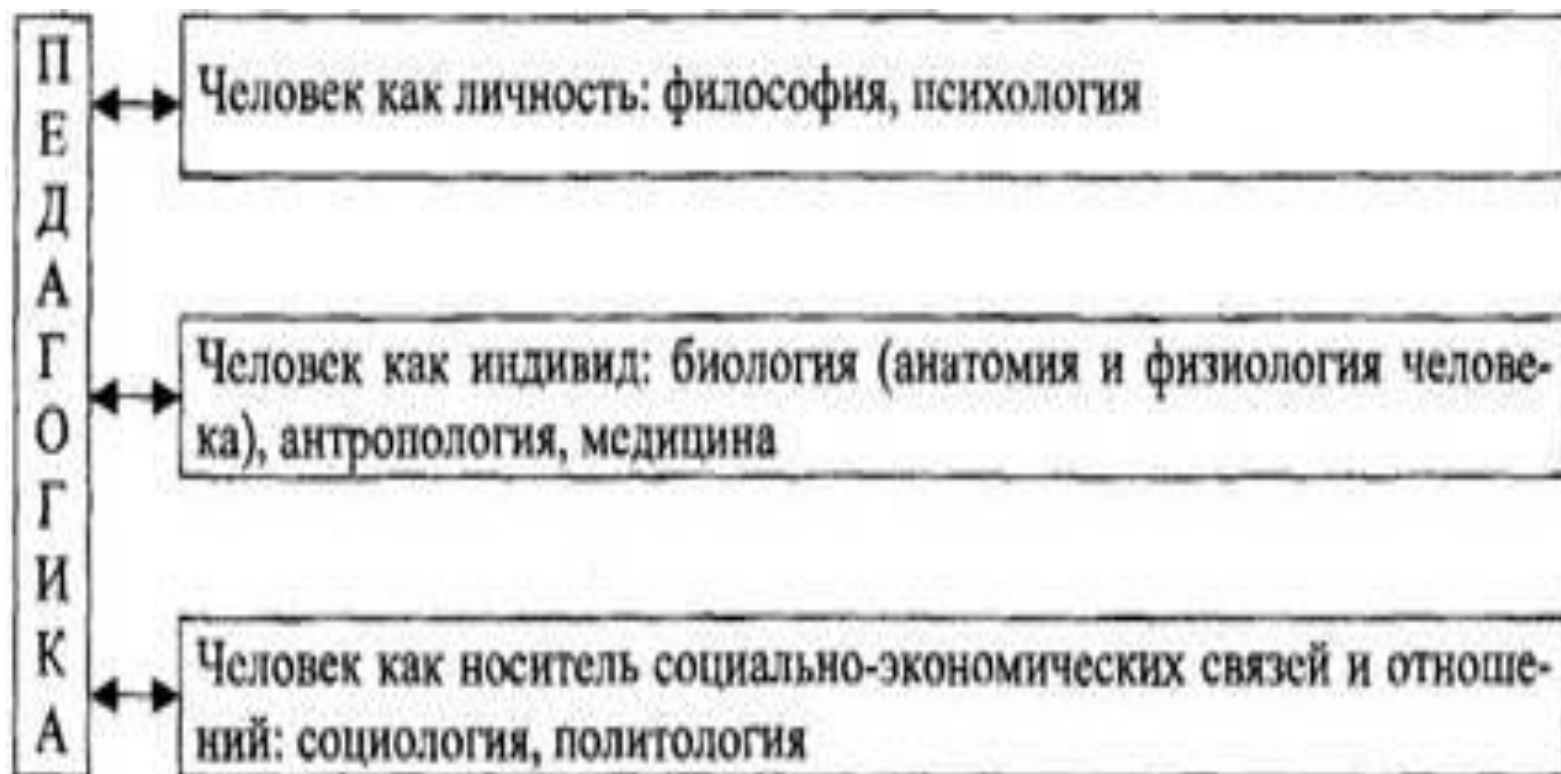 ПЕДАГОГИКА
Человек как личность: философия, психология
Человек как индивид: биология (анатомия и физиология челове-
ка), антропология, медицина
Человек как носитель социально-экономических связей и отноше-
ний: социология, политология